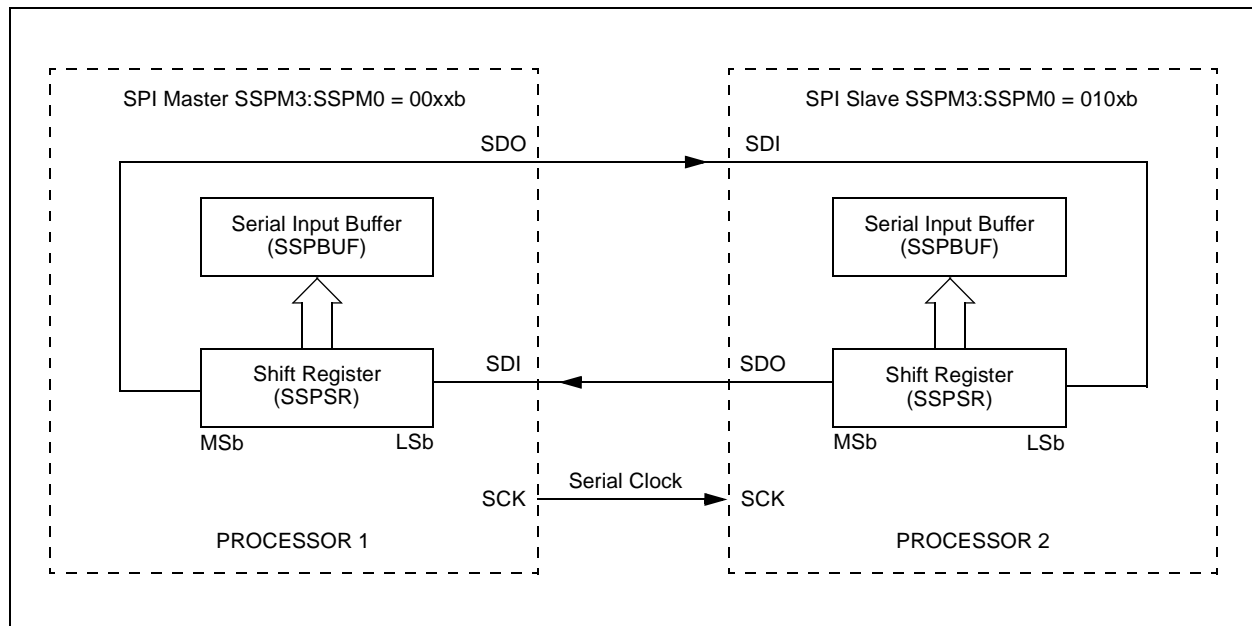 SPI Master SSPM3:SSPM0 = 00xxb
SDO
Serial Input Buffer
(SSPBUF)
Shift Register
(SSPSR)
MSb
LSb
SDI
SCK
PROCESSOR 1
Serial Clock
SPI Slave SSPM3:SSPM0 = 010xb
SDI
Serial Input Buffer
(SSPBUF)
SDO
Shift Register
(SSPSR)
MSb
LSb
SCK
PROCESSOR 2